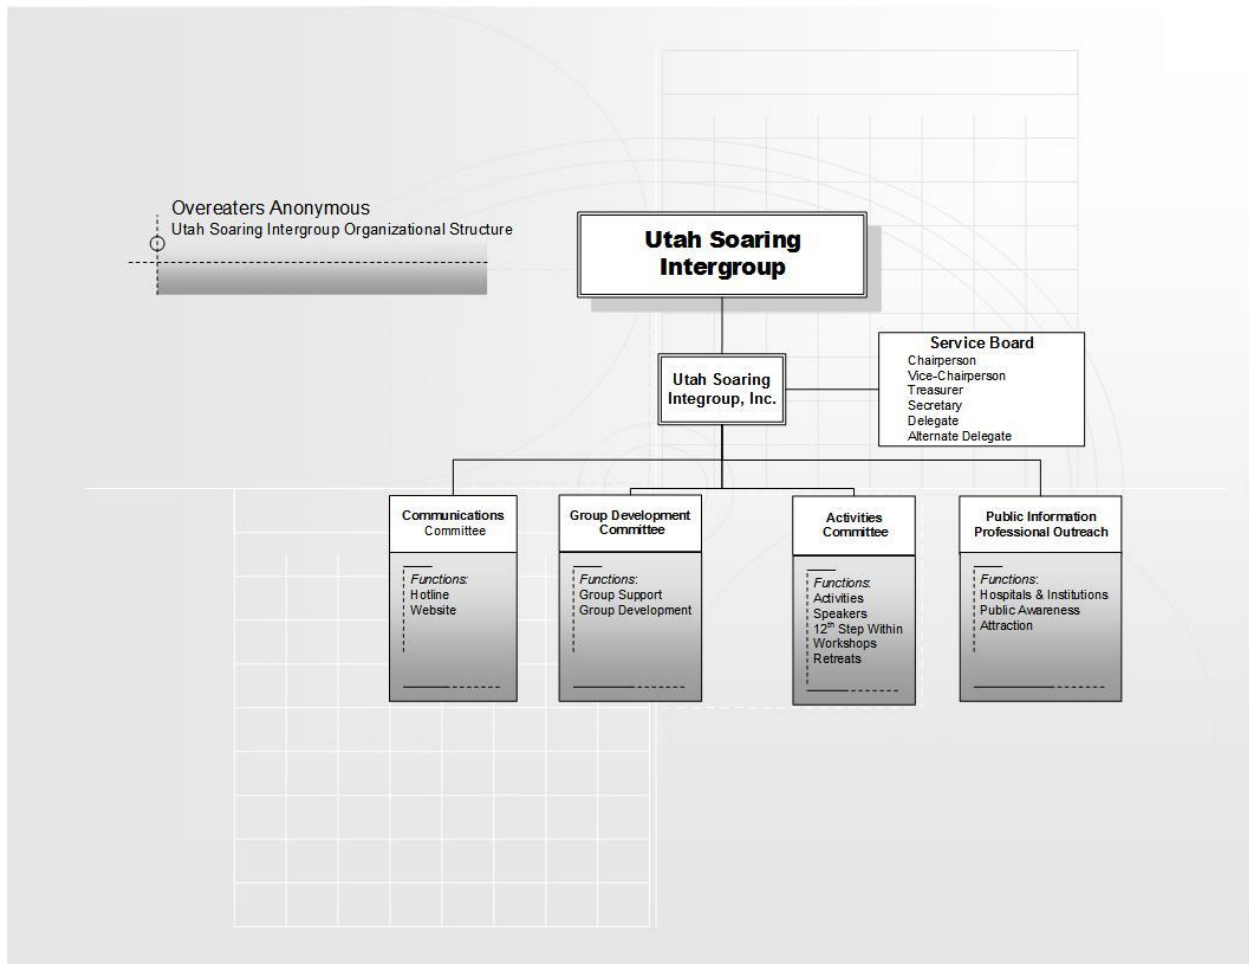 Overeaters Anonymous
Utah Soaring Intergroup Organizational Structure
Utah Soaring
Intergroup
Utah Soaring
Integroup, Inc.
Service Board
Chairperson
Vice-Chairperson
Treasurer
Secretary
Delegate
Alternate Delegate
Communications
Committee
Functions:
Hotline
Website
Group Development
Committee
Functions:
Group Support
Group Development
Activities
Committee
Functions:
Activities
Speakers
12th Step Within
Workshops
Retreats
Public Information
Professional Outreach
Functions:
Hospitals & Institutions
Public Awareness
Attraction